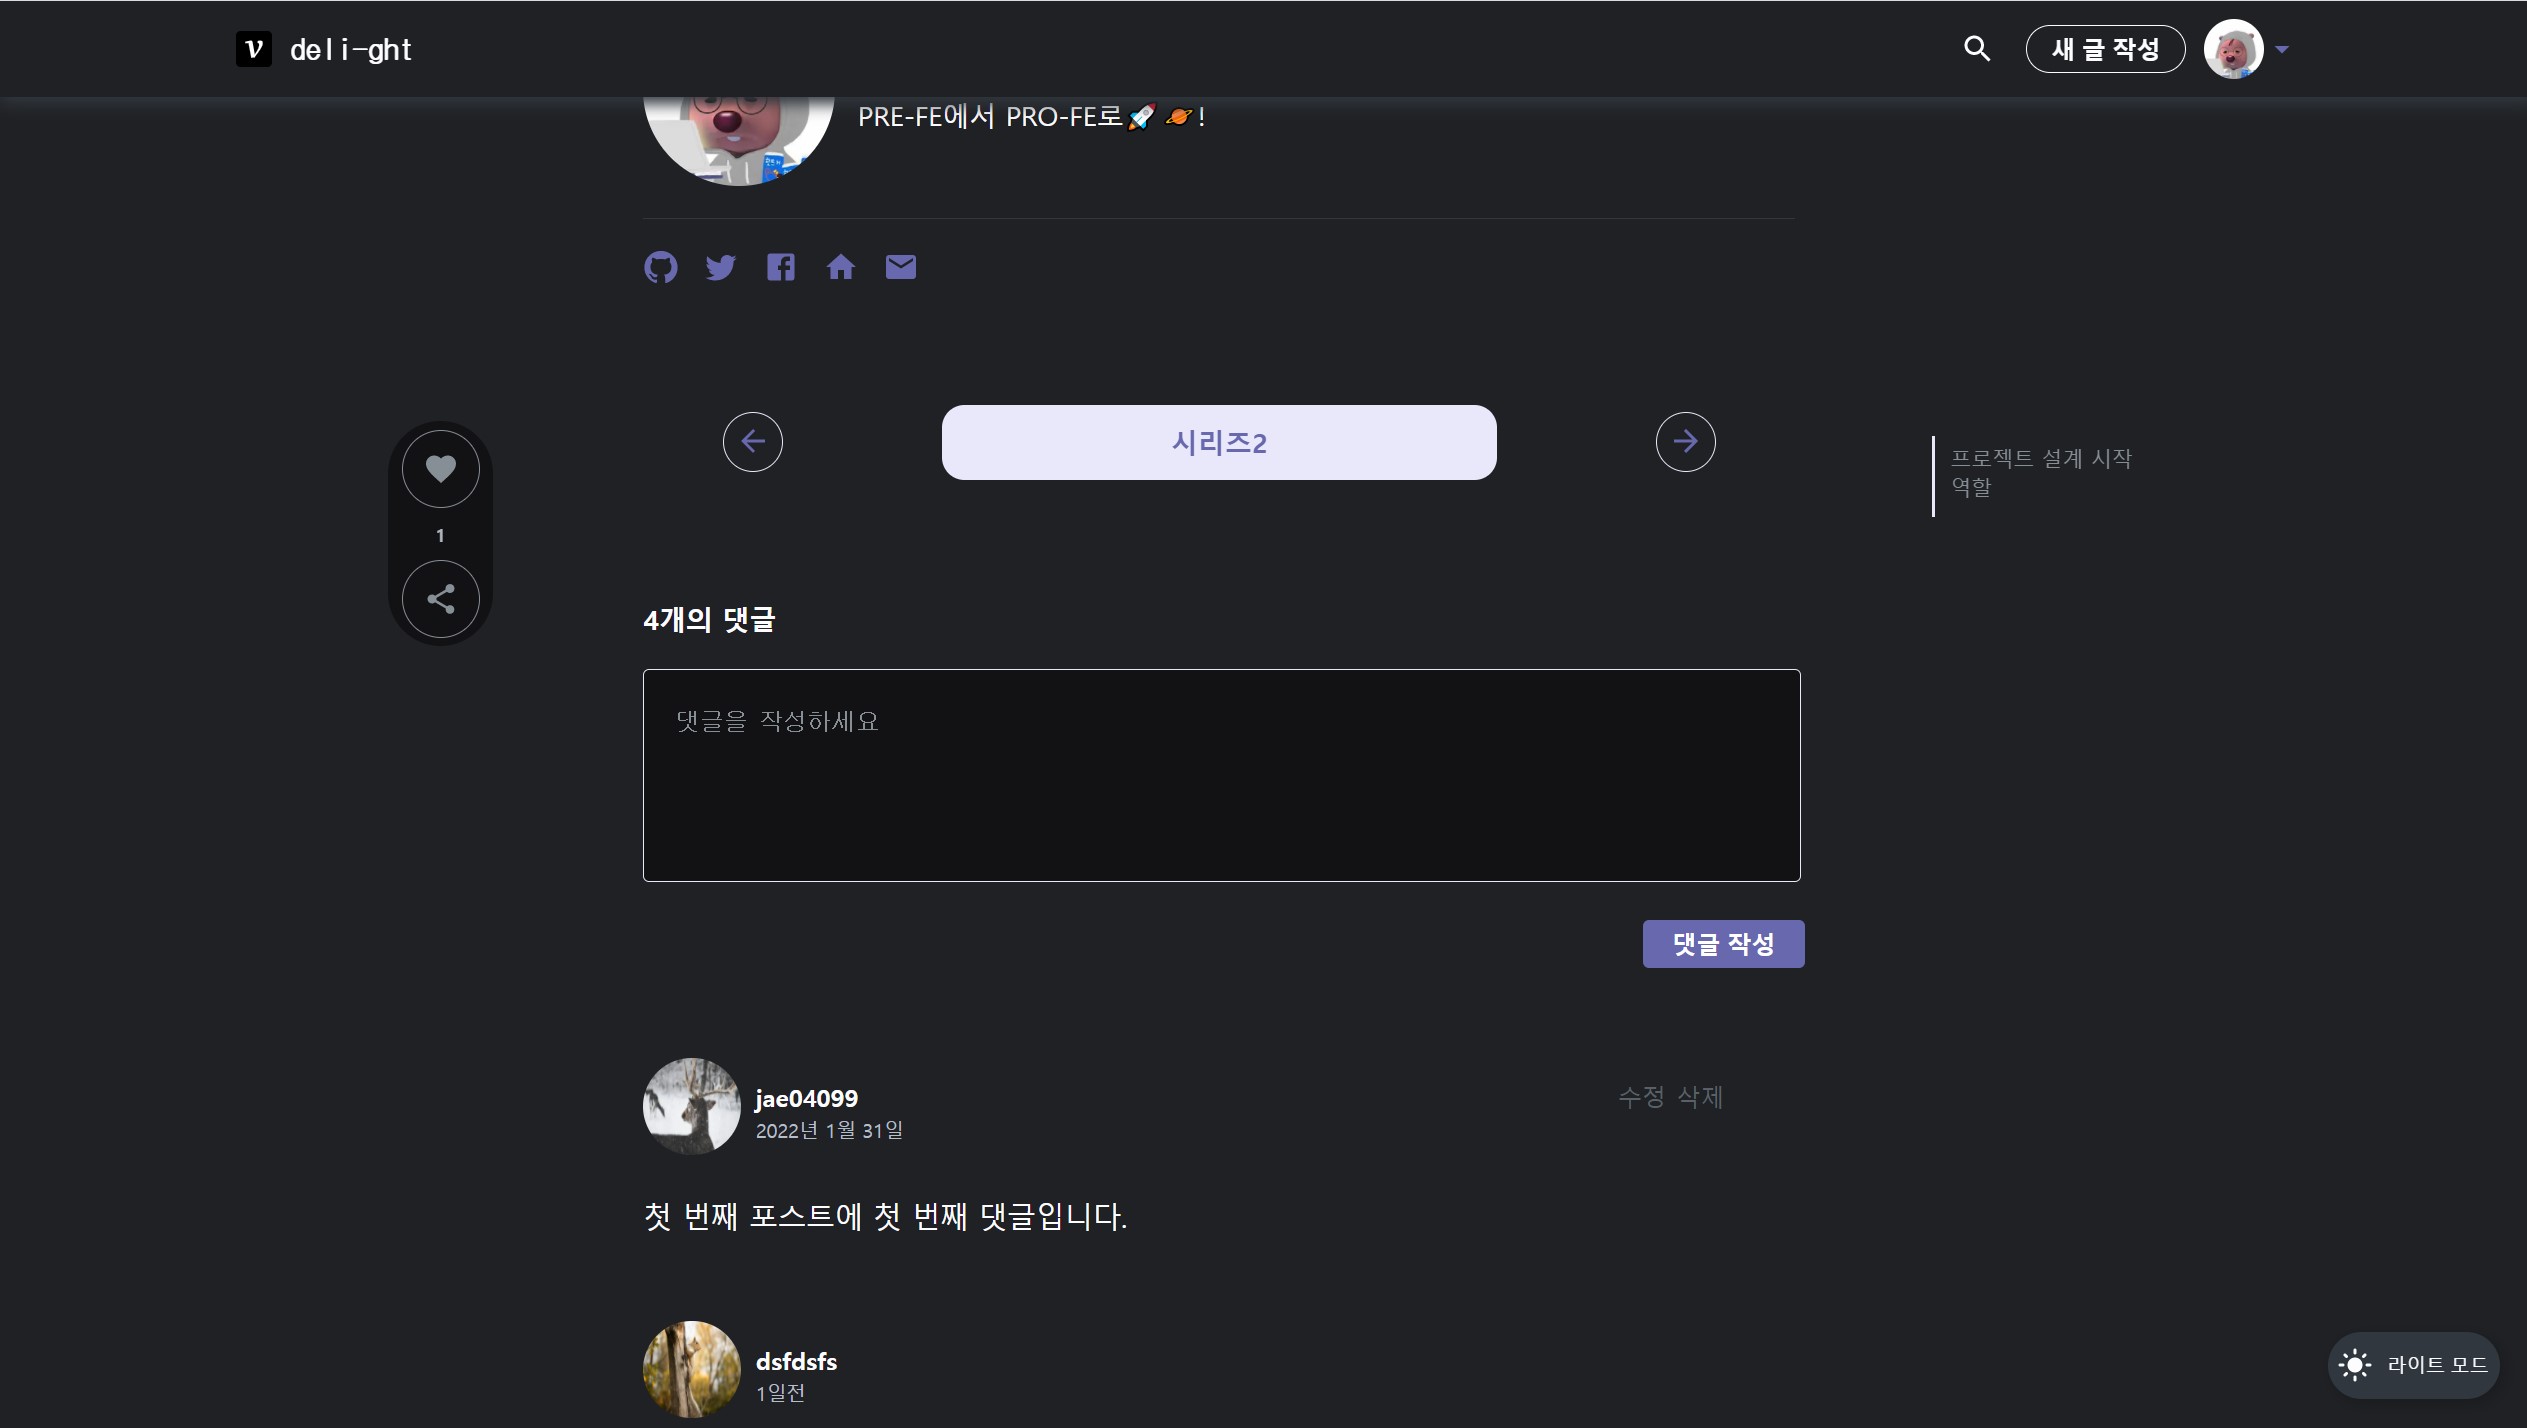 v deli-ght
새 글 작성
PRE-FE에서 PRO-FE로🚀 🪐 !
시리즈2
프로젝트 설계 시작
역할
1
4개의 댓글
댓글을 작성하세요
댓글 작성
jae04099
2022년 1월 31일
수정 삭제
첫 번째 포스트에 첫 번째 댓글입니다.
dsfdsfs
1일전
라이트 모드